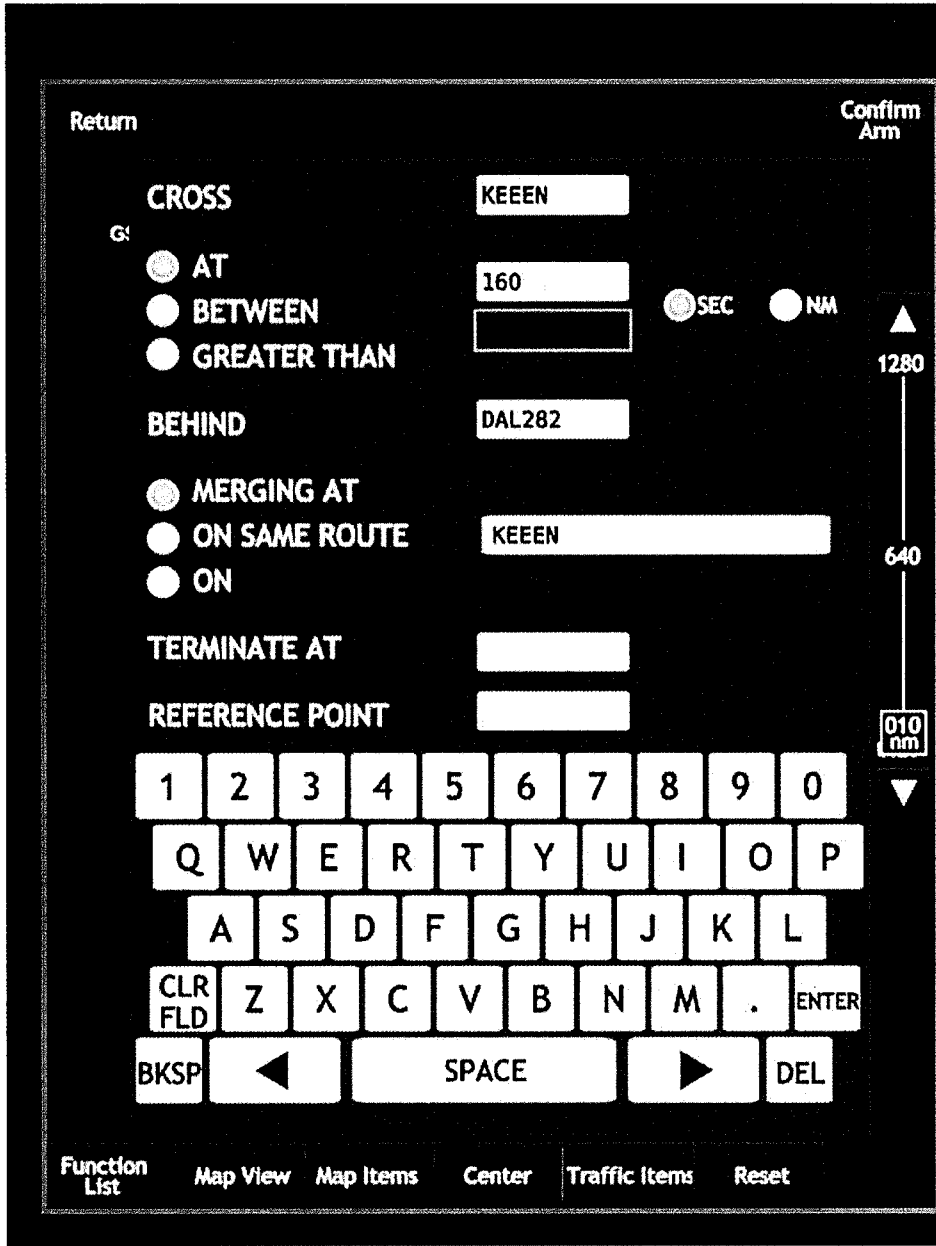 Return
Confirm
Arm
CROSS KEEEN
GS
AT 160
BETWEEN SEC NM
GREATER THAN
1280
BEHIND DAL282
MERGING AT
ON SAME ROUTE KEEEN
640
ON
TERMINATE AT
REFERENCE POINT
010
nm
1 2 3 4 5 6 7 8 9 0
Q W E R T Y U I O P
A S D F G H J K L
CLR
FLD Z X C V B N M . ENTER
BKSP SPACE DEL
Function
List Map View Map Items Center Traffic Items Reset